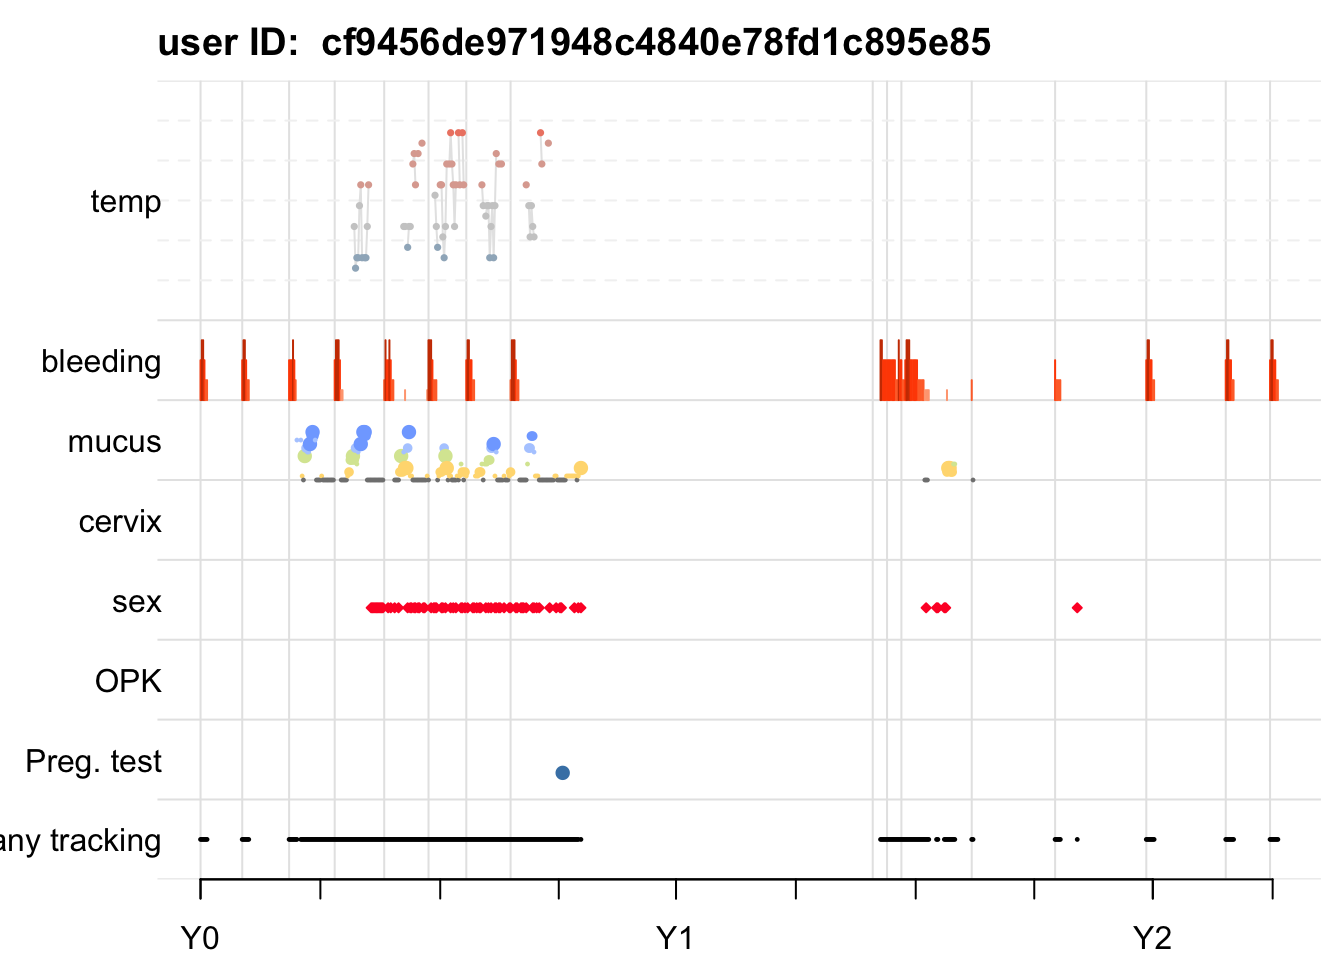 user ID:  cf9456de971948c4840e78fd1c895e85
temp
bleeding
mucus
cervix
sex
OPK
Preg. test
any tracking
Y0 Y1 Y2